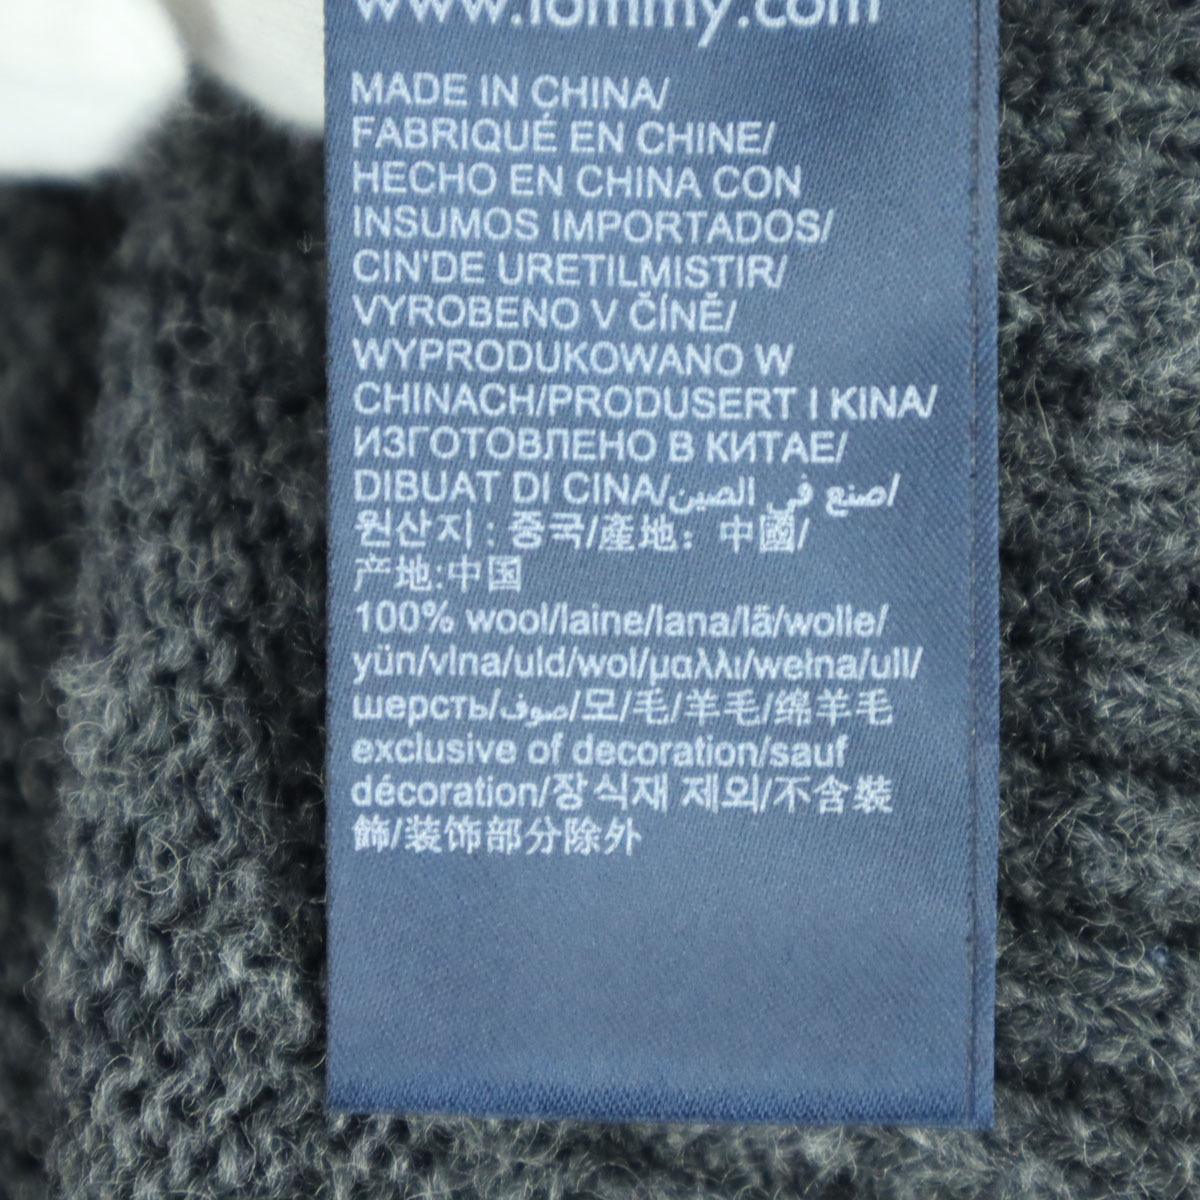 www.tommy.com
MADE IN CHINA/
FABRIQUÉ EN CHINE/
HECHO EN CHINA CON
INSUMOS IMPORTADOS/
CIN'DE URETILMISTIR/
VYROBENO V ČÍNĚ/
WYPRODUKOWANO W
CHINACH/PRODUSERT I KINA/
ИЗГОТОВЛЕНО В КИТАЕ/
DIBUAT DI CINA/صنع في الصين/
원산지 : 중국/產地: 中國/
产地:中国
100% wool/laine/lana/lã/wolle/
yün/vlna/uld/wol/μαλλι/wełna/ull/
шерсть/صوف/모/毛/羊毛/绵羊毛
exclusive of decoration/sauf
décoration/장식재 제외/不含裝
飾/装饰部分除外